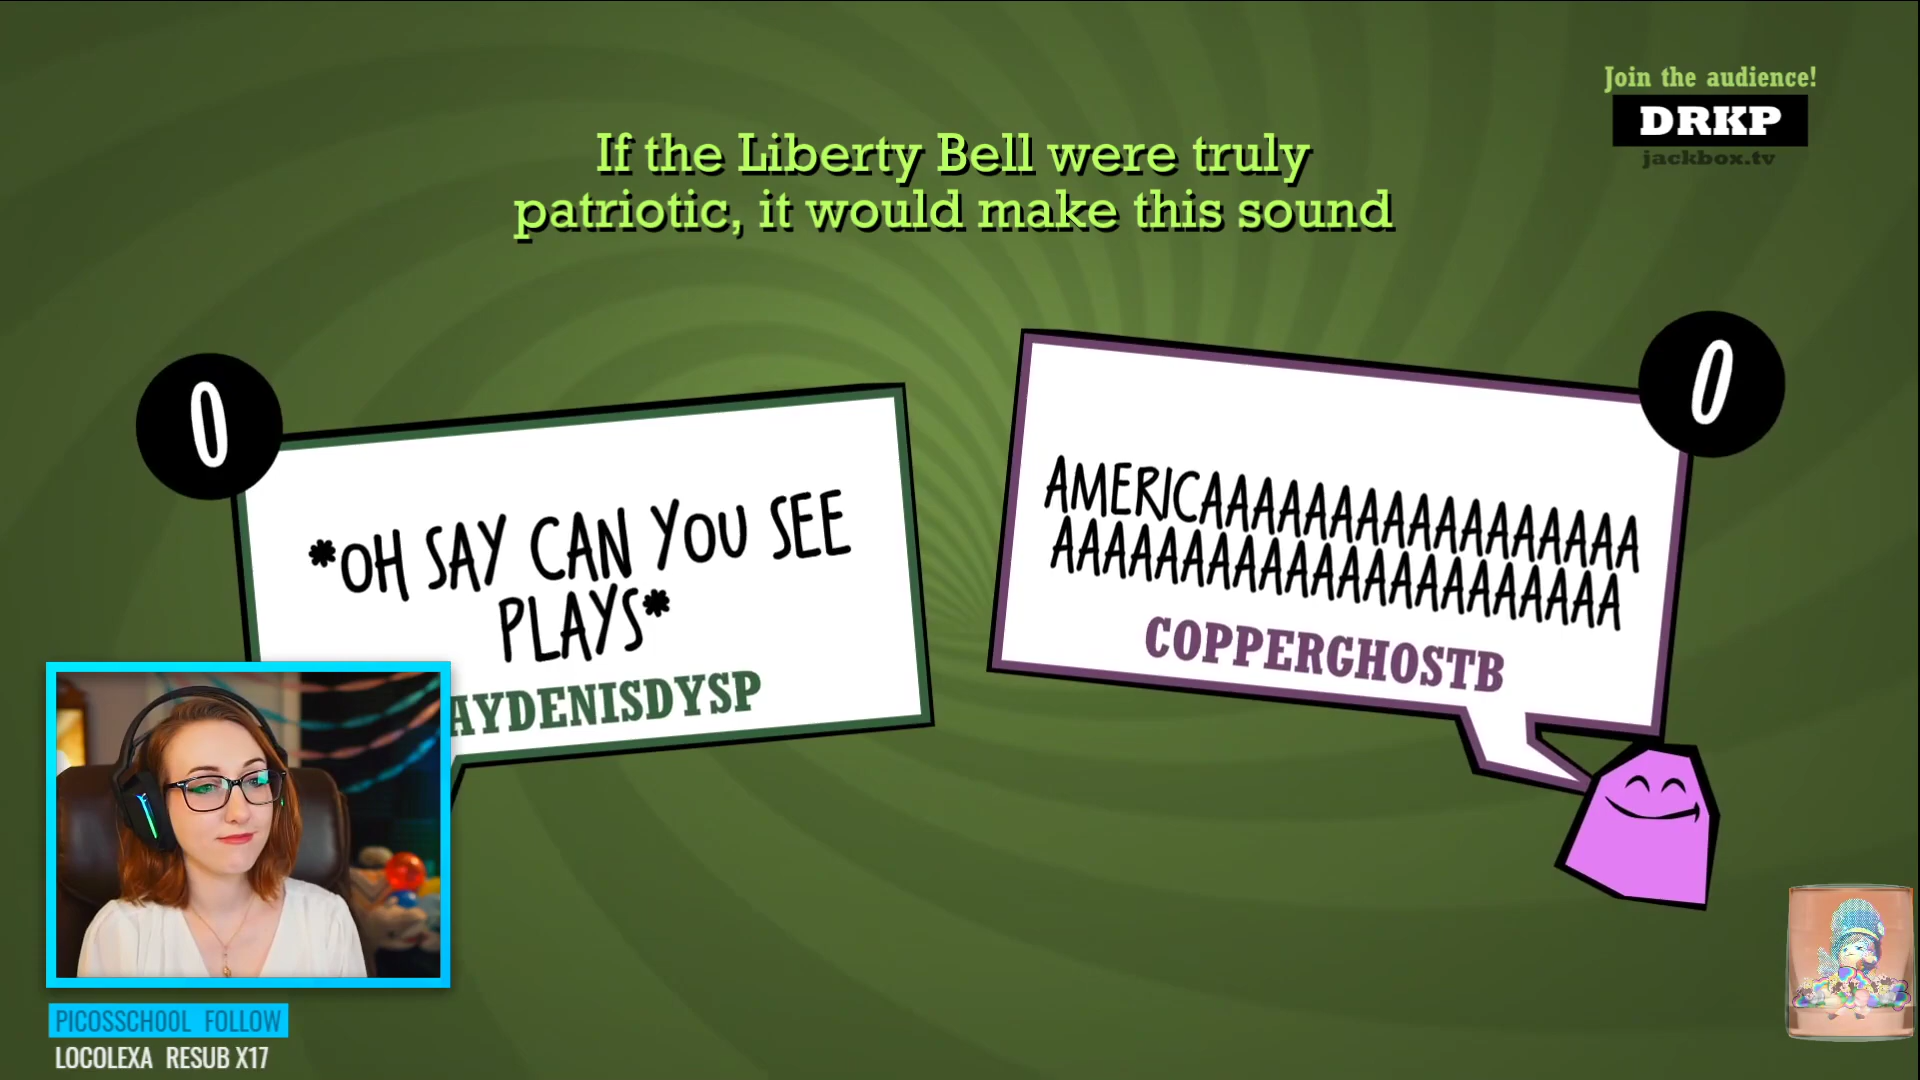 Join the audience!
DRKP
jackbox.tv
If the Liberty Bell were truly
patriotic, it would make this sound
0
0
*OH SAY CAN YOU SEE
PLAYS*
AYDENISDYSP
AMERICAAAAAAAAAAAAAAAAA
AAAAAAAAAAAAAAAAAAAAAA
COPPERGHOSTB
PICOSSCHOOL FOLLOW
LOCOLEXA RESUB X17